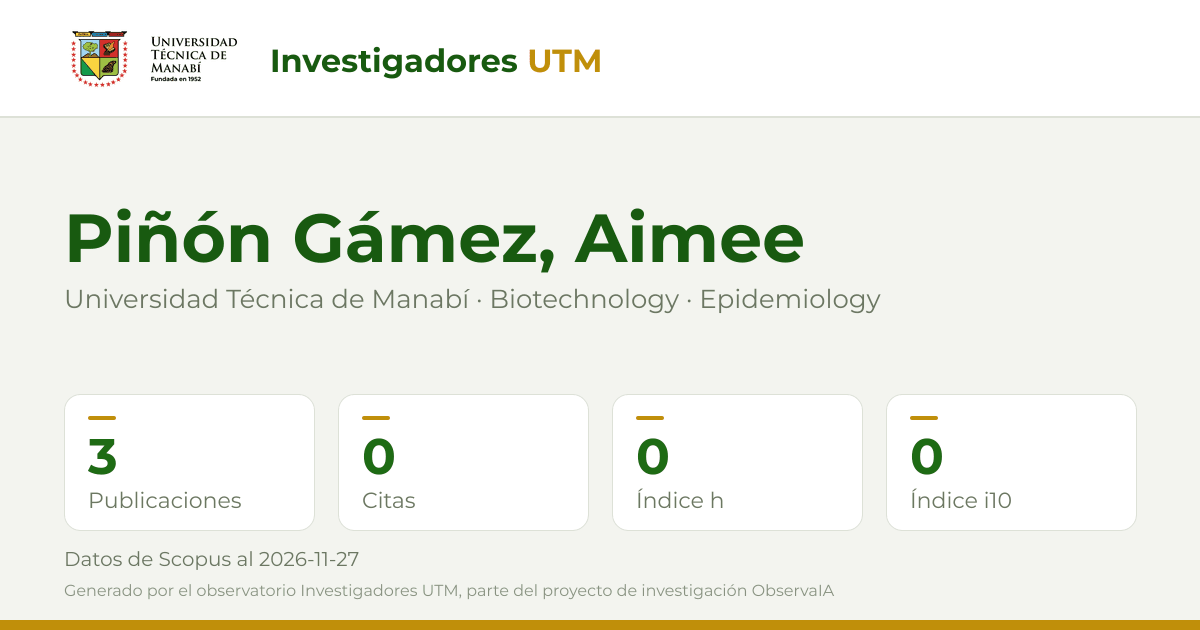 UNIVERSIDAD
TÉCNICA DE
MANABÍ
Fundada en 1952
Investigadores UTM
Piñón Gámez, Aimee
Universidad Técnica de Manabí · Biotechnology · Epidemiology
3
Publicaciones
0
Citas
0
Índice h
0
Índice i10
Datos de Scopus al 2026-11-27
Generado por el observatorio Investigadores UTM, parte del proyecto de investigación ObservaIA